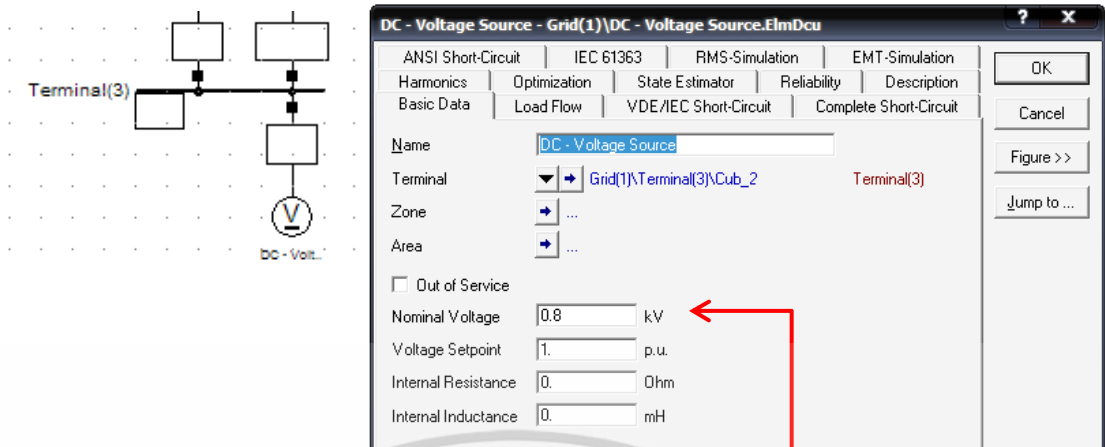 Terminal(3)
V
DC - Volt..
DC - Voltage Source - Grid(1)\DC - Voltage Source.ElmDcu
? x
ANSI Short-Circuit IEC 61363 RMS-Simulation EMT-Simulation
Harmonics Optimization State Estimator Reliability Description
Basic Data Load Flow VDE/IEC Short-Circuit Complete Short-Circuit
OK
Cancel
Figure >>
Jump to ...
Name DC - Voltage Source
Terminal Grid(1)\Terminal(3)\Cub_2 Terminal(3)
Zone ...
Area ...
Out of Service
Nominal Voltage 0.8 kV
Voltage Setpoint 1. p.u.
Internal Resistance 0. Ohm
Internal Inductance 0. mH